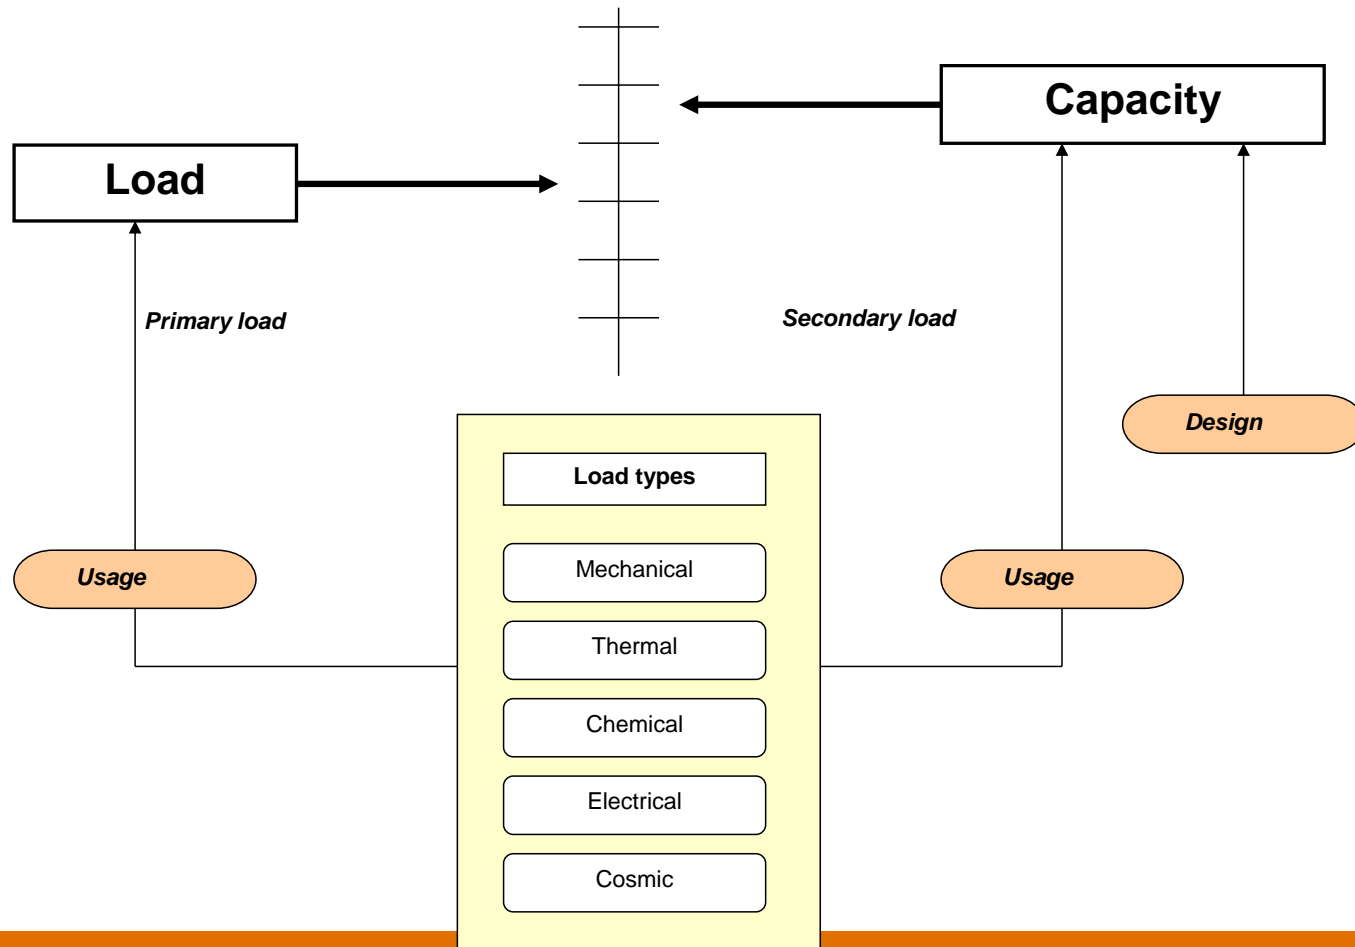 Capacity
Load
Primary load
Secondary load
Design
Load types
Usage
Mechanical
Usage
Thermal
Chemical
Electrical
Cosmic